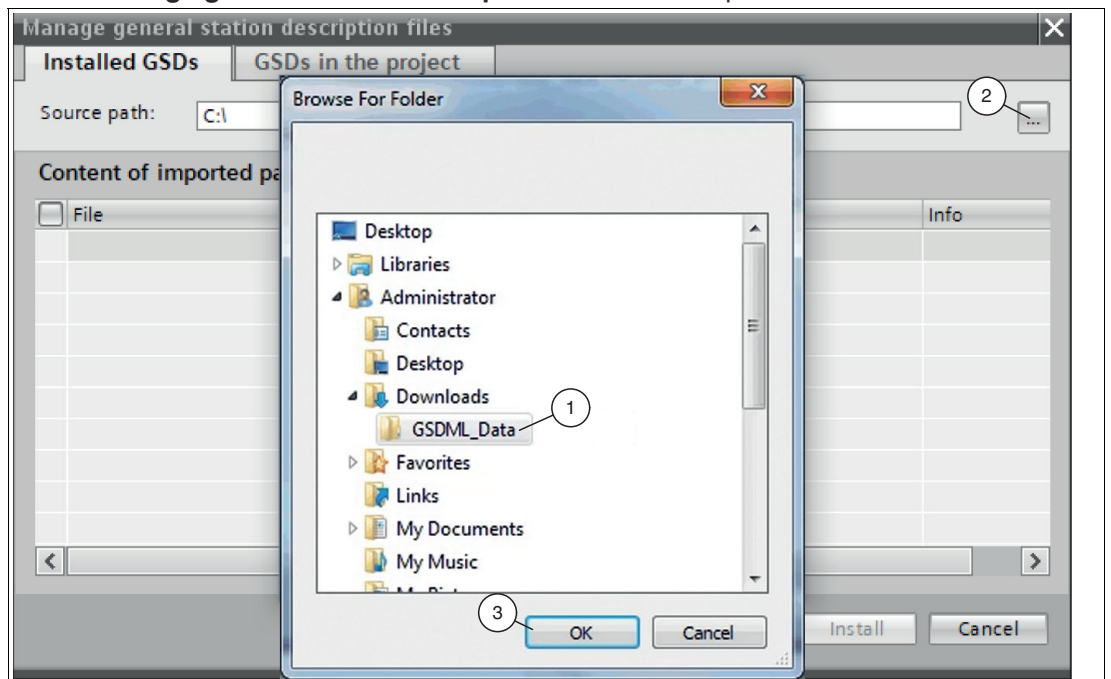 Manage general station description files
Installed GSDs
GSDs in the project
Source path:
C:\
...
2
Content of imported pa
File
Info
Browse For Folder
Desktop
Libraries
Administrator
Contacts
Desktop
Downloads
1
GSDML_Data
Favorites
Links
My Documents
My Music
3
OK
Cancel
Install
Cancel